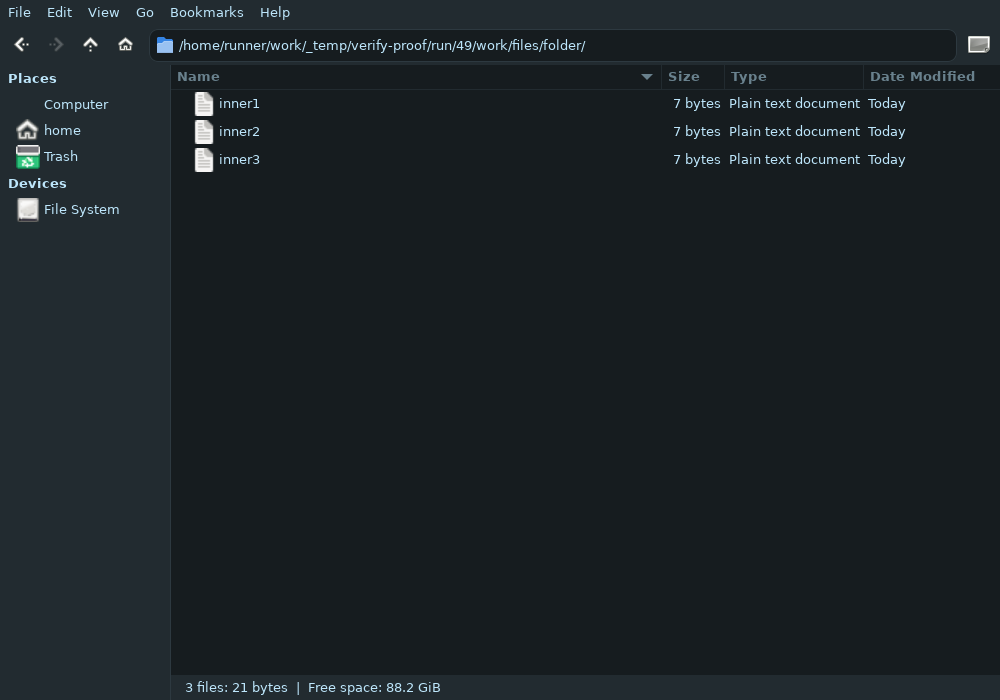 File Edit View Go Bookmarks Help
/home/runner/work/_temp/verify-proof/run/49/work/files/folder/
Places
Computer
home
Trash
Devices
File System
Name Size Type Date Modified
inner1 7 bytes Plain text document Today
inner2 7 bytes Plain text document Today
inner3 7 bytes Plain text document Today
3 files: 21 bytes | Free space: 88.2 GiB